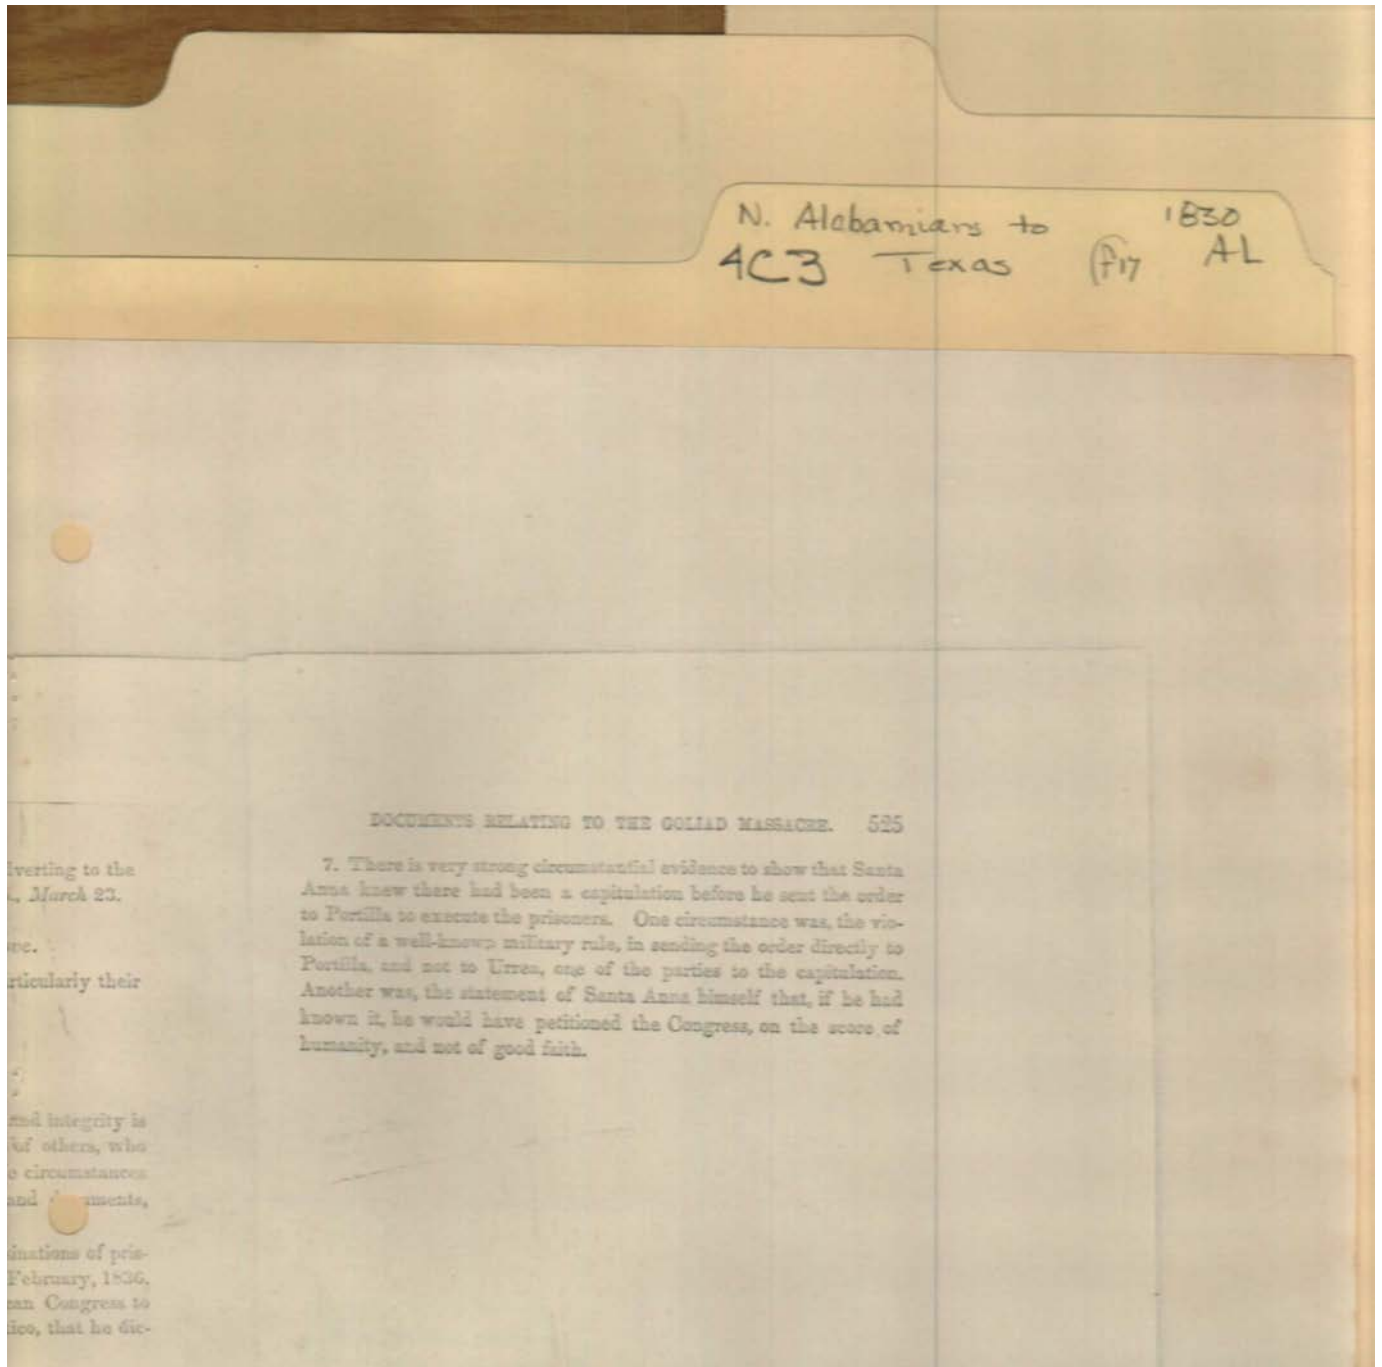 N. Alabamians to 1830
4C3 Texas f17 AL
DOCUMENTS RELATING TO THE GOLIAD MASSACRE. 525
7. There is very strong circumstantial evidence to show that Santa
Anna knew there had been a capitulation before he sent the order
to Portilla to execute the prisoners. One circumstance was, the vio-
lation of a well-known military rule, in sending the order directly to
Portilla, and not to Urrea, one of the parties to the capitulation.
Another was, the statement of Santa Anna himself that, if he had
known it, he would have petitioned the Congress, on the score of
humanity, and not of good faith.
verting to the
March 23.
rticularly their
and integrity is
of others, who
circumstances
and uments,
inations of pris-
February, 1836,
an Congress to
ico, that he dic-